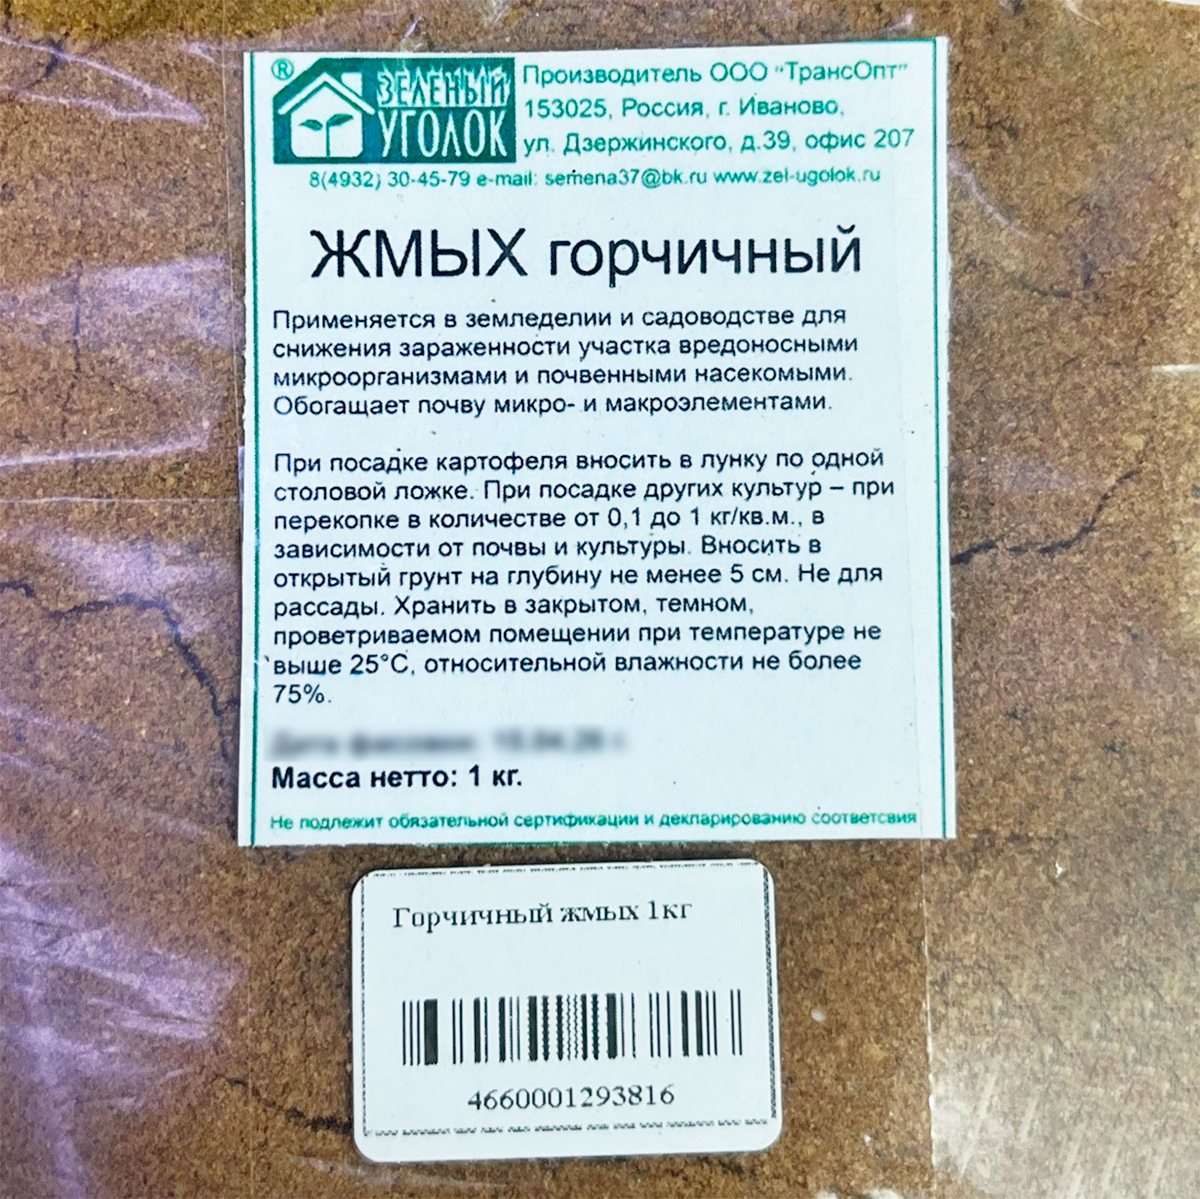 ®
ЗЕЛЕНЫЙ
УГОЛОК
Производитель ООО "ТрансОпт"
153025, Россия, г. Иваново,
ул. Дзержинского, д.39, офис 207
8(4932) 30-45-79 e-mail: semena37@bk.ru www.zel-ugolok.ru
ЖМЫХ горчичный
Применяется в земледелии и садоводстве для
снижения зараженности участка вредоносными
микроорганизмами и почвенными насекомыми.
Обогащает почву микро- и макроэлементами.
При посадке картофеля вносить в лунку по одной
столовой ложке. При посадке других культур – при
перекопке в количестве от 0,1 до 1 кг/кв.м., в
зависимости от почвы и культуры. Вносить в
открытый грунт на глубину не менее 5 см. Не для
рассады. Хранить в закрытом, темном,
проветриваемом помещении при температуре не
выше 25°С, относительной влажности не более
75%.
Масса нетто: 1 кг.
Не подлежит обязательной сертификации и декларированию соответсвия
Горчичный жмых 1кг
4660001293816